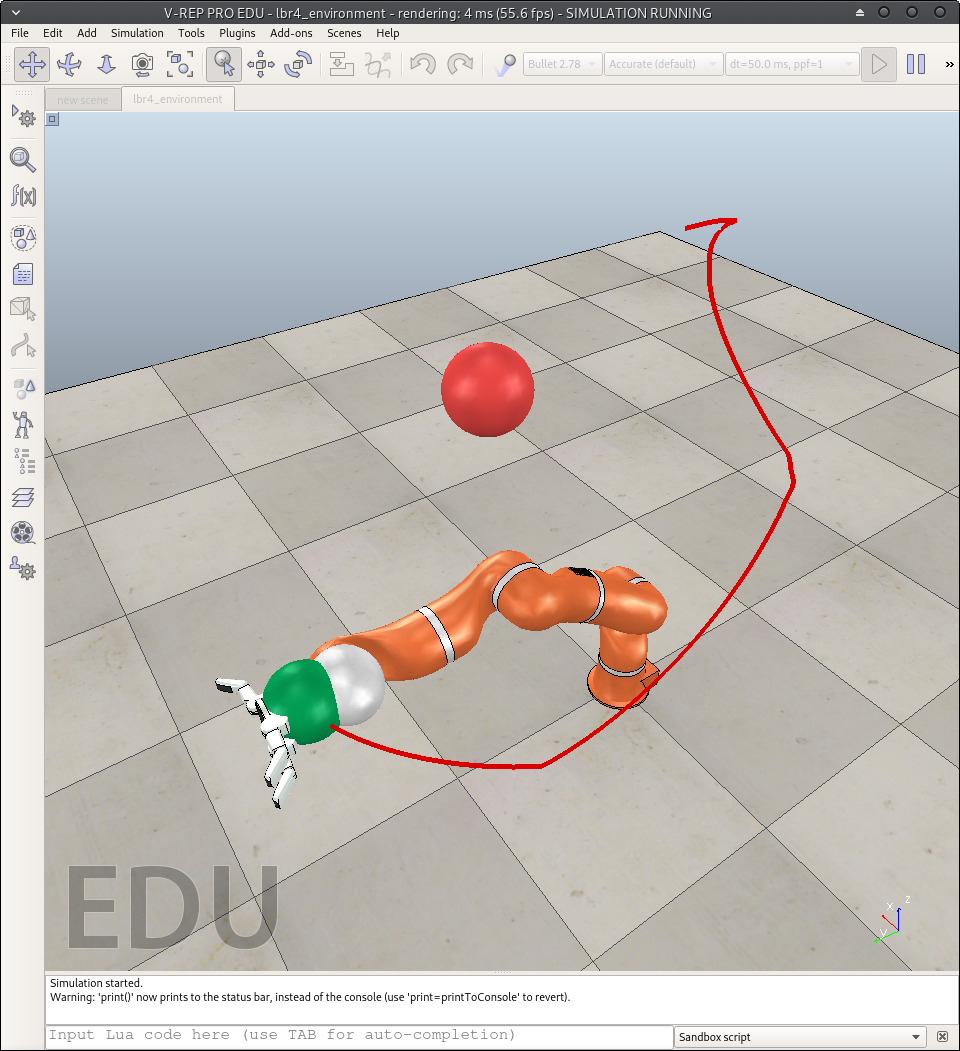 V-REP PRO EDU - lbr4_environment - rendering: 4 ms (55.6 fps) - SIMULATION RUNNING
File Edit Add Simulation Tools Plugins Add-ons Scenes Help
Bullet 2.78 Accurate (default) dt=50.0 ms, ppf=1 »
new scene lbr4_environment
f(x)
EDU
x z
y
Simulation started.
Warning: 'print()' now prints to the status bar, instead of the console (use 'print=printToConsole' to revert).
Input Lua code here (use TAB for auto-completion) Sandbox script